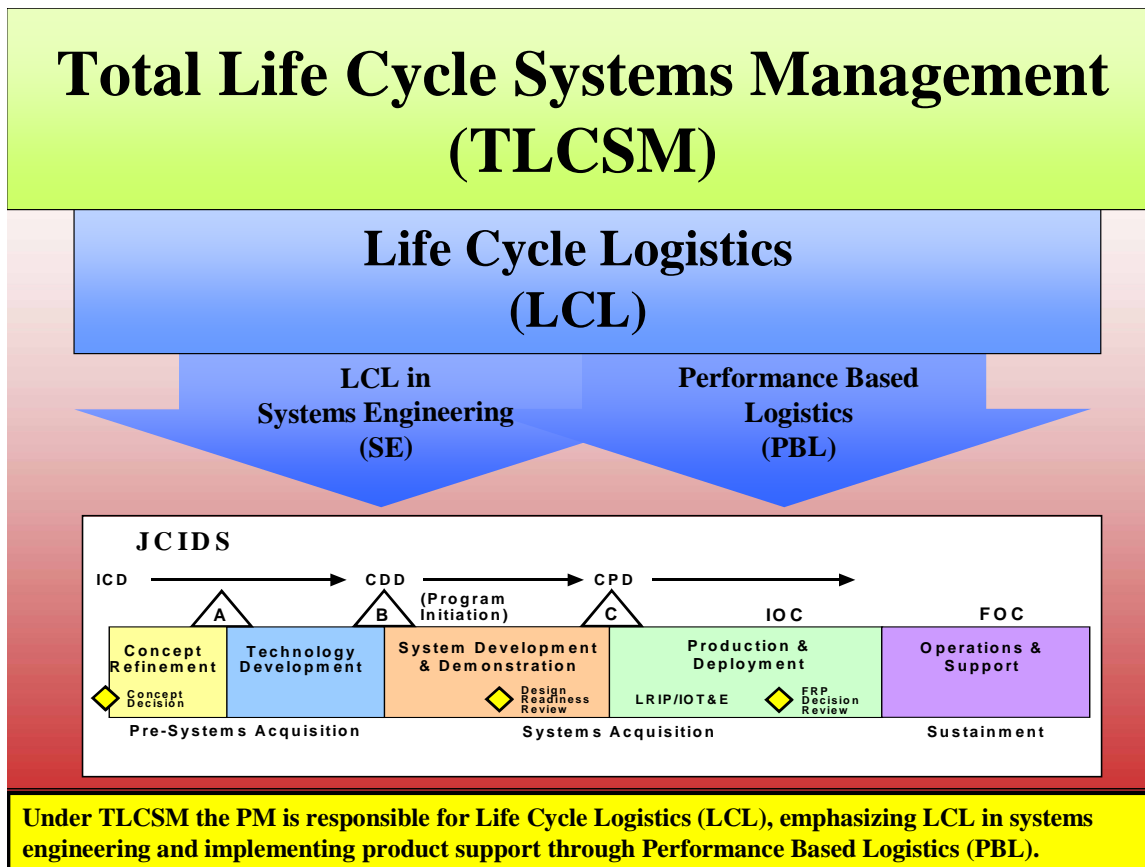 Total Life Cycle Systems Management
(TLCSM)
Life Cycle Logistics
(LCL)
LCL in
Systems Engineering
(SE)
Performance Based
Logistics
(PBL)
JCIDS
ICD
CDD
CPD
(Program
Initiation)
A
B
C
IOC
FOC
Concept
Refinement
Technology
Development
System Development
& Demonstration
Production &
Deployment
Operations &
Support
Concept
Decision
Design
Readiness
Review
LRIP/IOT&E
FRP
Decision
Review
Pre-Systems Acquisition
Systems Acquisition
Sustainment
Under TLCSM the PM is responsible for Life Cycle Logistics (LCL), emphasizing LCL in systems
engineering and implementing product support through Performance Based Logistics (PBL).